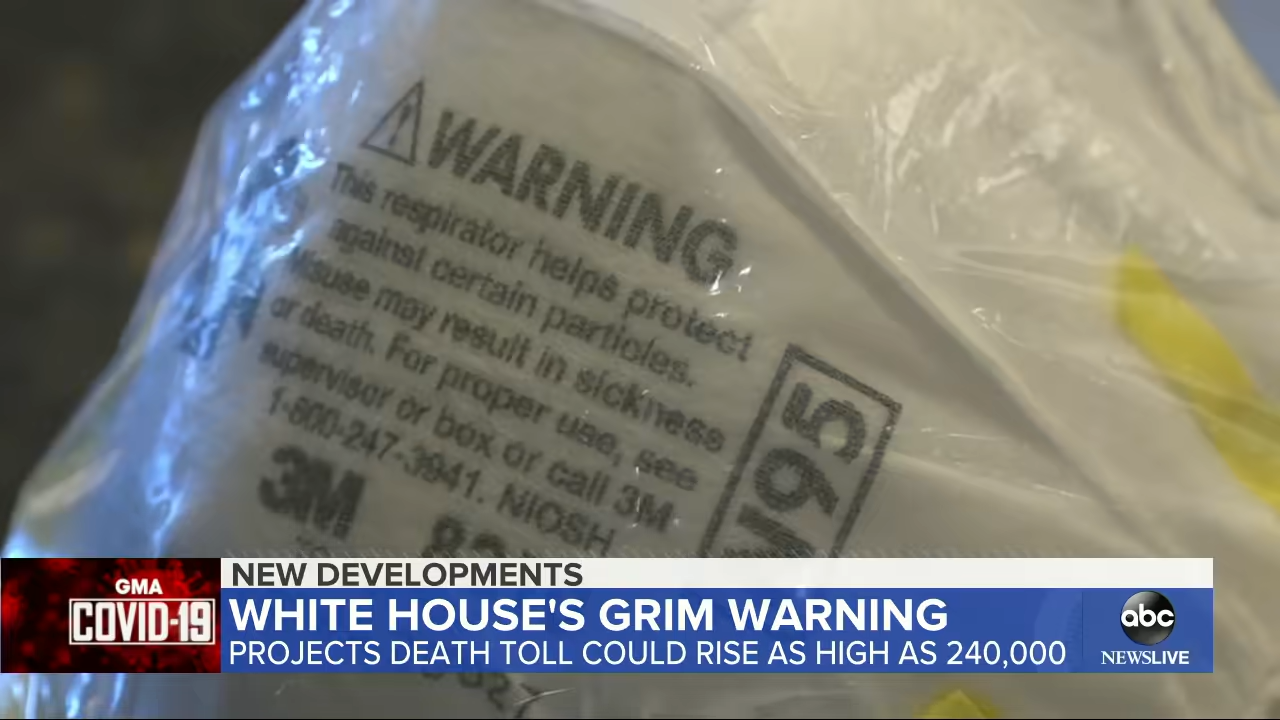 WARNING
This respirator helps protect
against certain particles.
Misuse may result in sickness
or death. For proper use, see
supervisor or box or call 3M
1-800-247-3941. NIOSH
3M
N95
NEW DEVELOPMENTS
GMA
COVID-19
WHITE HOUSE'S GRIM WARNING
PROJECTS DEATH TOLL COULD RISE AS HIGH AS 240,000
abc
NEWSLIVE